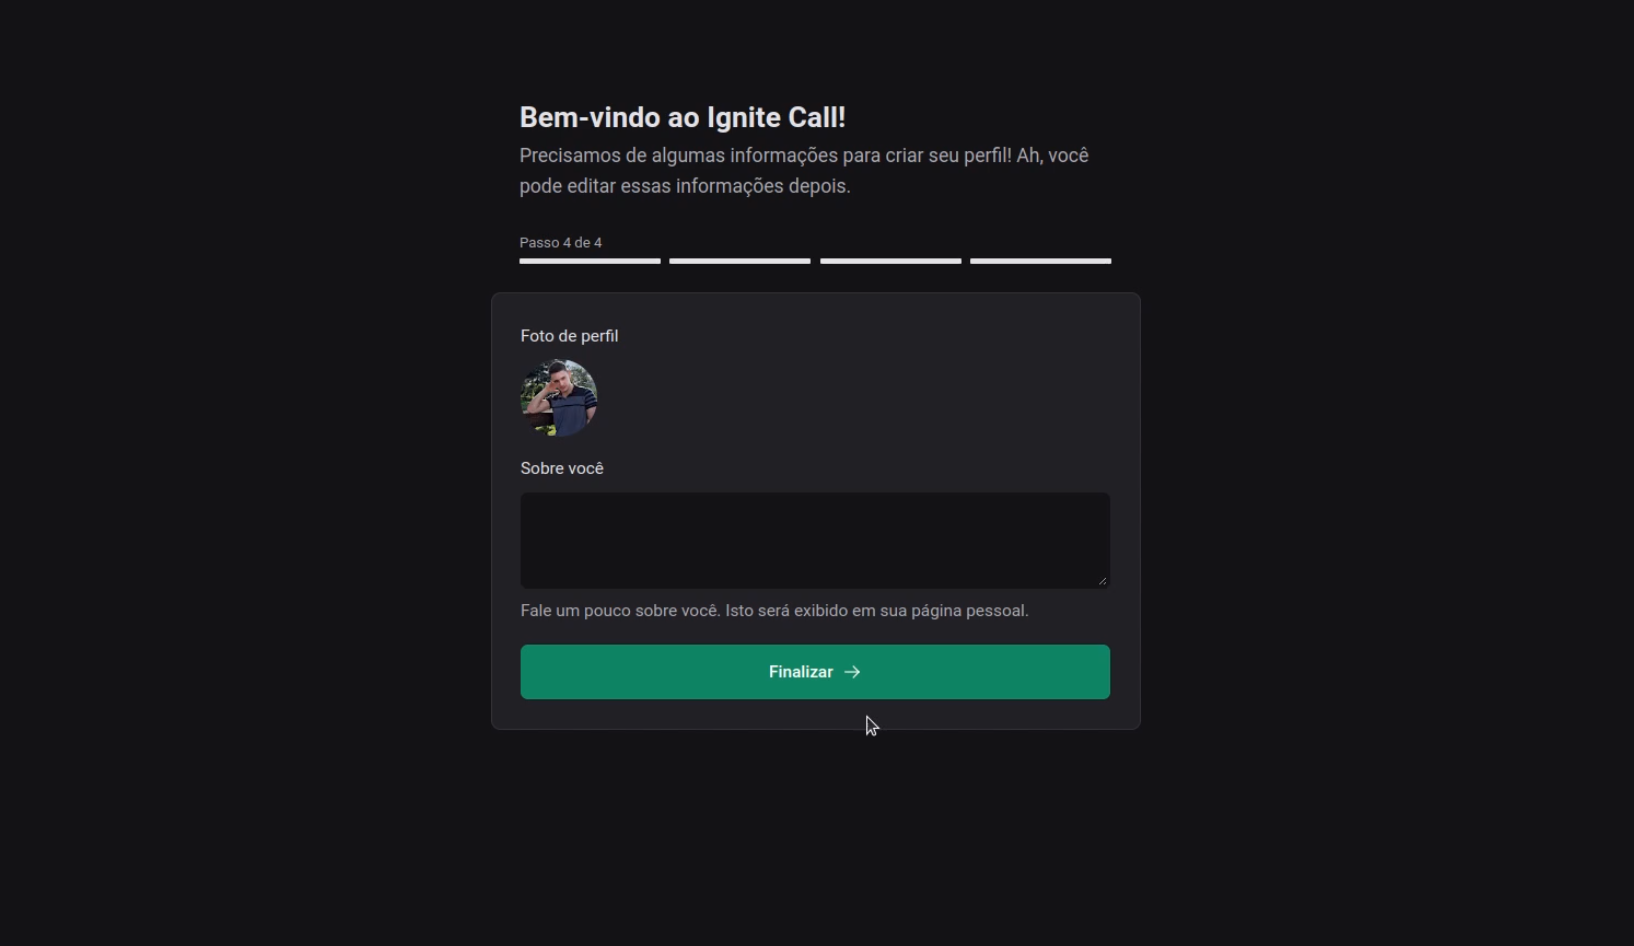 Bem-vindo ao Ignite Call!
Precisamos de algumas informações para criar seu perfil! Ah, você
pode editar essas informações depois.
Passo 4 de 4
Foto de perfil
Sobre você
Fale um pouco sobre você. Isto será exibido em sua página pessoal.
Finalizar →